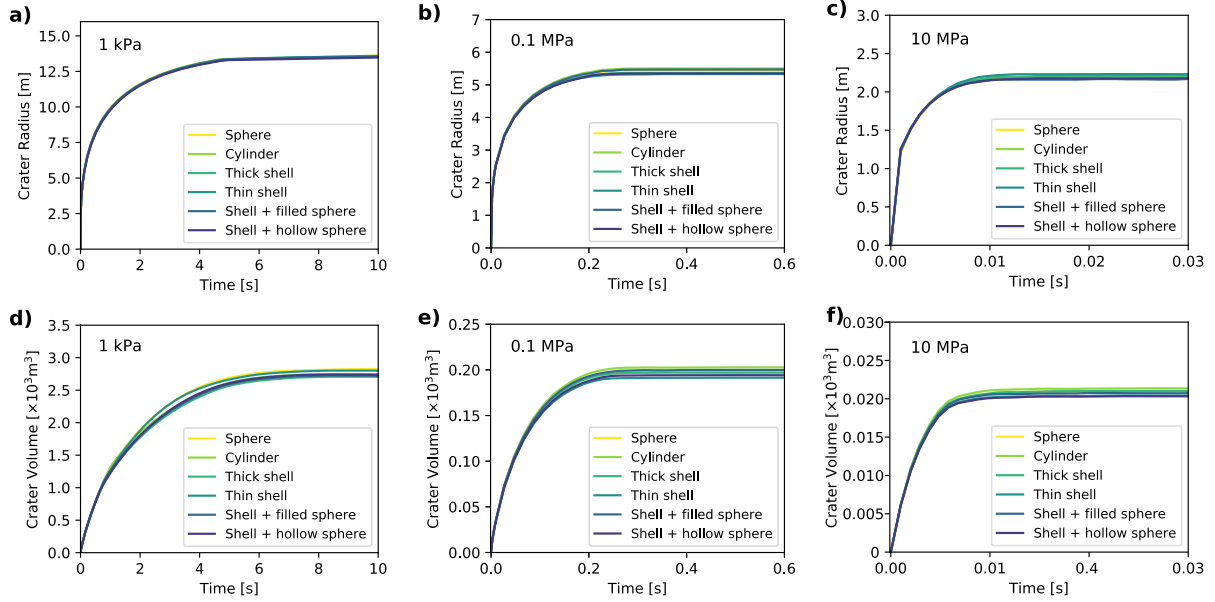 a)
1 kPa
Crater Radius [m]
15.0
12.5
10.0
7.5
5.0
2.5
0.0
Sphere
Cylinder
Thick shell
Thin shell
Shell + filled sphere
Shell + hollow sphere
0 2 4 6 8 10
Time [s]
b)
0.1 MPa
Crater Radius [m]
7
6
5
4
3
2
1
0
Sphere
Cylinder
Thick shell
Thin shell
Shell + filled sphere
Shell + hollow sphere
0.0 0.2 0.4 0.6
Time [s]
c)
10 MPa
Crater Radius [m]
3.0
2.5
2.0
1.5
1.0
0.5
0.0
Sphere
Cylinder
Thick shell
Thin shell
Shell + filled sphere
Shell + hollow sphere
0.00 0.01 0.02 0.03
Time [s]
d)
1 kPa
Crater Volume [×10³m³]
3.5
3.0
2.5
2.0
1.5
1.0
0.5
0.0
Sphere
Cylinder
Thick shell
Thin shell
Shell + filled sphere
Shell + hollow sphere
0 2 4 6 8 10
Time [s]
e)
0.1 MPa
Crater Volume [×10³m³]
0.25
0.20
0.15
0.10
0.05
0.00
Sphere
Cylinder
Thick shell
Thin shell
Shell + filled sphere
Shell + hollow sphere
0.0 0.2 0.4 0.6
Time [s]
f)
10 MPa
Crater Volume [×10³m³]
0.030
0.025
0.020
0.015
0.010
0.005
0
Sphere
Cylinder
Thick shell
Thin shell
Shell + filled sphere
Shell + hollow sphere
0.00 0.01 0.4 0.03
Time [s]